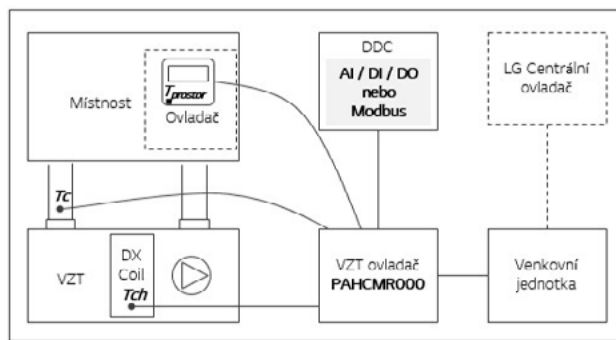 Místnost
Tprostor
Ovladač
DDC
AI / DI / DO
nebo
Modbus
LG Centrální
ovladač
Tc
VZT
DX
Coil
Tch
VZT ovladač
PAHCMR000
Venkovní
jednotka